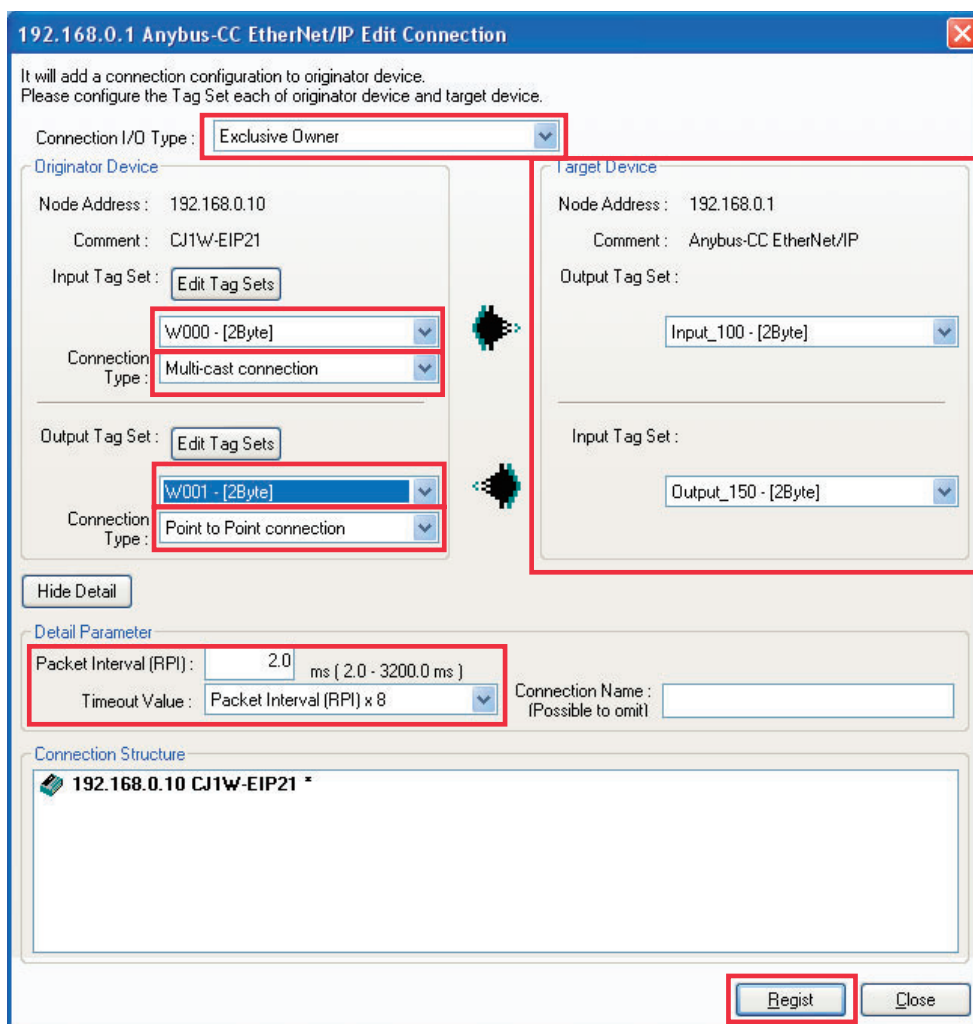 192.168.0.1 Anybus-CC EtherNet/IP Edit Connection
It will add a connection configuration to originator device.
Please configure the Tag Set each of originator device and target device.
Connection I/O Type : Exclusive Owner
Originator Device
Node Address : 192.168.0.10
Comment : CJ1W-EIP21
Input Tag Set : Edit Tag Sets
W000 - [2Byte]
Connection Type : Multi-cast connection
Output Tag Set : Edit Tag Sets
W001 - [2Byte]
Connection Type : Point to Point connection
Target Device
Node Address : 192.168.0.1
Comment : Anybus-CC EtherNet/IP
Output Tag Set :
Input_100 - [2Byte]
Input Tag Set :
Output_150 - [2Byte]
Hide Detail
Detail Parameter
Packet Interval (RPI) : 2.0 ms ( 2.0 - 3200.0 ms )
Timeout Value : Packet Interval (RPI) x 8
Connection Name :
(Possible to omit)
Connection Structure
192.168.0.10 CJ1W-EIP21 *
Regist
Close